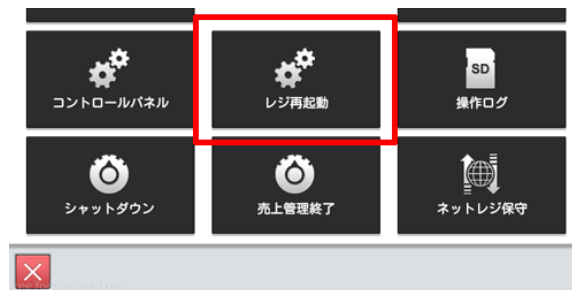 コントロールパネル
レジ再起動
SD
操作ログ
シャットダウン
売上管理終了
ネットレジ保守